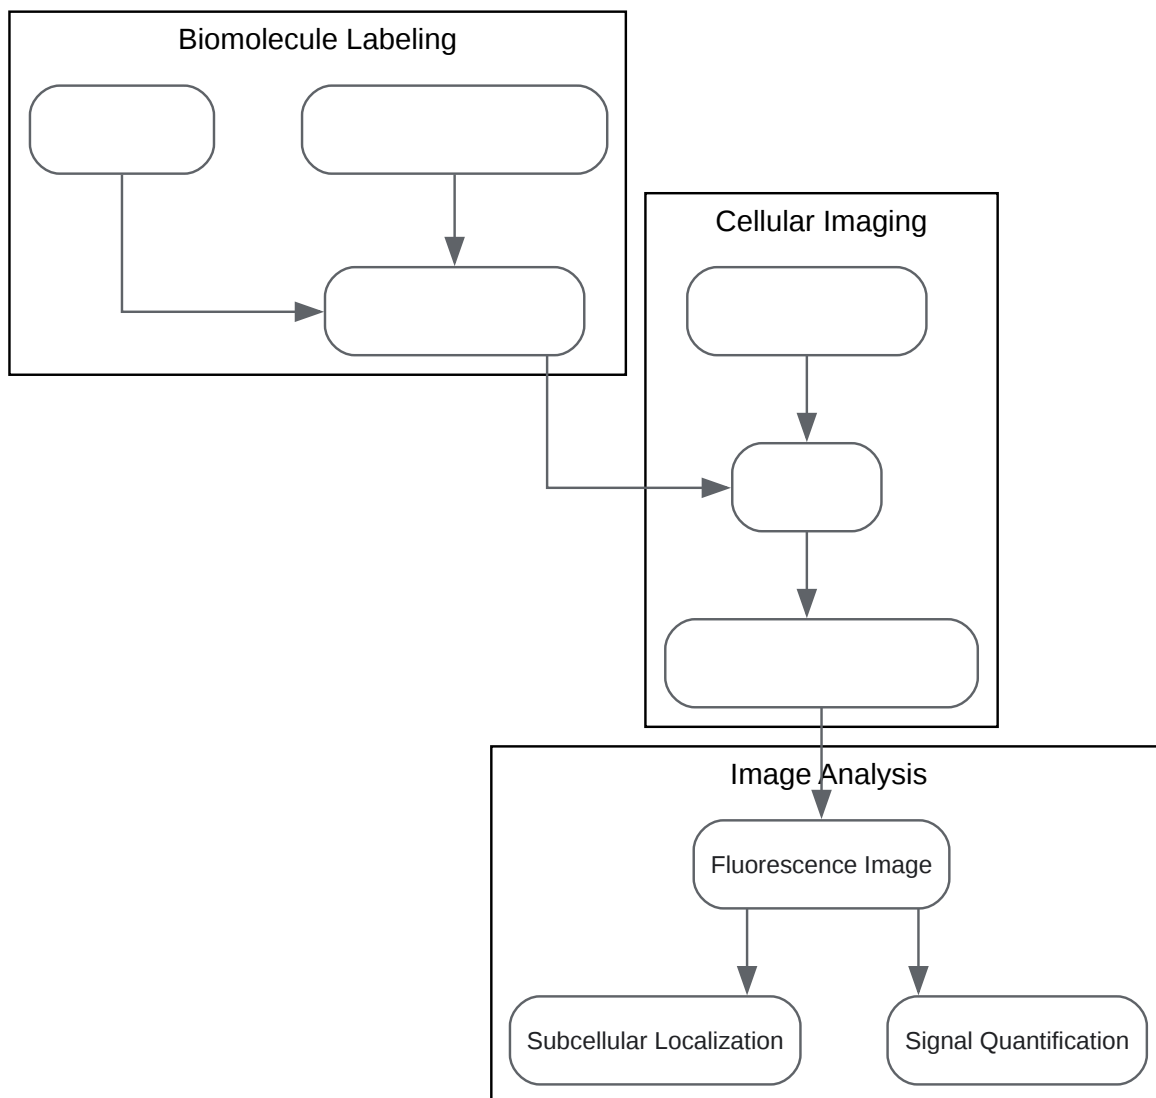 Biomolecule Labeling
Cellular Imaging
Image Analysis
Fluorescence Image
Subcellular Localization
Signal Quantification